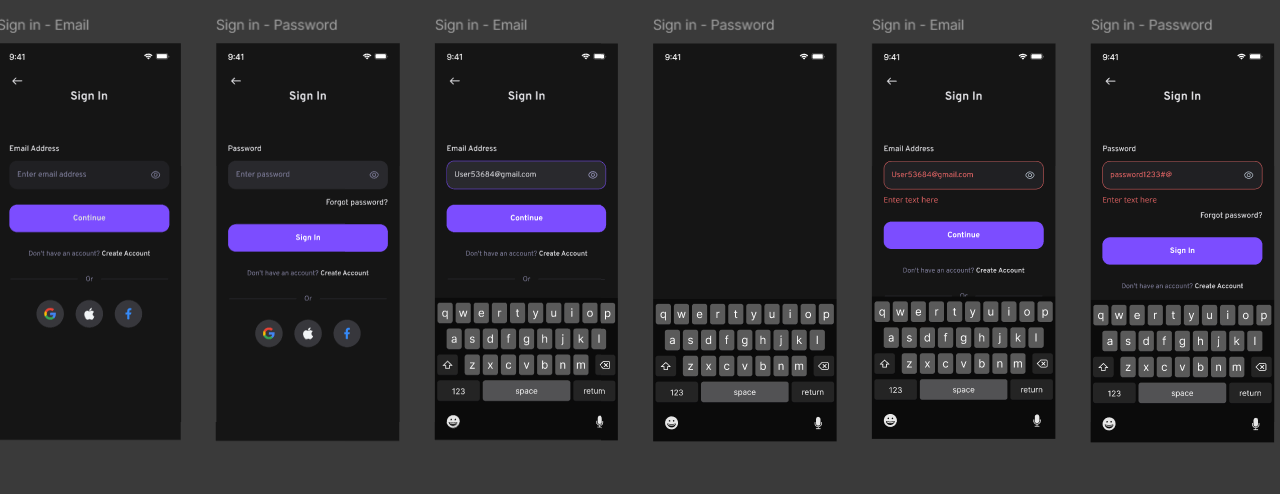 Sign in - Email
9:41
Sign In
Email Address
Enter email address
Continue
Don't have an account? Create Account
Or
Sign in - Password
9:41
Sign In
Password
Enter password
Forgot password?
Sign In
Don't have an account? Create Account
Or
Sign in - Email
9:41
Sign In
Email Address
User53684@gmail.com
Continue
Don't have an account? Create Account
Or
q w e r t y u i o p
a s d f g h j k l
z x c v b n m
123 space return
Sign in - Password
9:41
q w e r t y u i o p
a s d f g h j k l
z x c v b n m
123 space return
Sign in - Email
9:41
Sign In
Email Address
User53684@gmail.com
Enter text here
Continue
Don't have an account? Create Account
Or
q w e r t y u i o p
a s d f g h j k l
z x c v b n m
123 space return
Sign in - Password
9:41
Sign In
Password
password1233#@
Enter text here
Forgot password?
Sign In
Don't have an account? Create Account
q w e r t y u i o p
a s d f g h j k l
z x c v b n m
123 space return